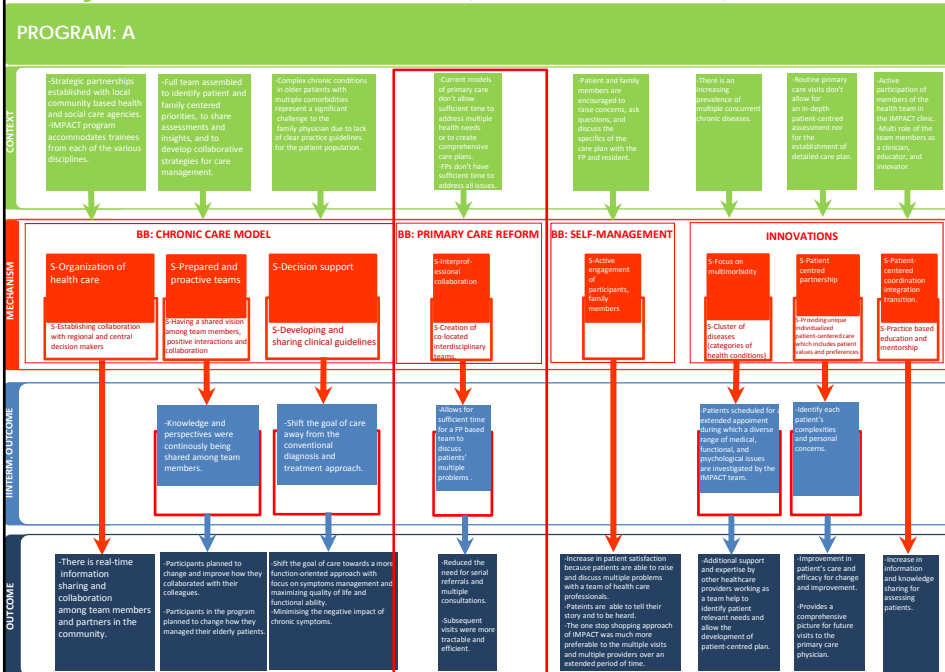 PROGRAM: A
CONTEXT
-Strategic partnerships
established with local
community based health
and social care agencies.
-IMPACT program
accommodates trainees
from each of the various
disciplines.
-Full team assembled
to identify patient and
family centered
priorities, to share
assessments and
insights, and to
develop collaborative
strategies for care
management.
-Complex chronic conditions
in older patients with
multiple comorbidities
represent a significant
challenge to the
family physician due to lack
of clear practice guidelines
for the patient population.
-Current models
of primary care
don't allow
sufficient time to
address multiple
health needs
or to create
comprehensive
care plans.
-FPs don't have
sufficient time to
address all issues.
-Patient and family
members are
encouraged to
raise concerns, ask
questions, and
discuss the
specifics of the
care plan with the
FP and resident.
-There is an
increasing
prevalence of
multiple concurrent
chronic diseases.
-Routine primary
care visits don't
allow for
an in-depth
patient-centred
assessment nor
for the
establishment of
detailed care plan.
-Active
participation of
members of the
health team in
the IMPACT clinic.
-Multi role of the
team members as
a clinician,
educator, and
innovator.
MECHANISM
BB: CHRONIC CARE MODEL
BB: PRIMARY CARE REFORM
BB: SELF-MANAGEMENT
INNOVATIONS
S-Organization of
health care
S-Establishing collaboration
with regional and central
decision makers
S-Prepared and
proactive teams
S-Having a shared vision
among team members,
positive interactions and
collaboration
S-Decision support
S-Developing and
sharing clinical guidelines
S-Interprof-
essional
collaboration
S-Creation of
co-located
interdisciplinary
teams
S-Active
engagement
of
participants,
family
members
S-Focus on
multimorbidity
S-Cluster of
diseases
(categories of
health conditions)
S-Patient
centred
partnership
S-Providing unique
individualized
patient-centered care
which includes patient
values and preferences
S-Patient-
centered
coordination
integration
transition.
S-Practice based
education and
mentorship
IINTERM. OUTCOME
-Knowledge and
perspectives were
continously being
shared among team
members.
-Shift the goal of care
away from the
conventional
diagnosis and
treatment approach.
-Allows for
sufficient time
for a FP based
team to
discuss
patients'
multiple
problems .
-Patients scheduled for a
extended appoiment
during which a diverse
range of medical,
functional, and
psychological issues
are investigated by the
IMPACT team.
-Identify each
patient's
complexities
and personal
concerns.
OUTCOME
-There is real-time
information
sharing and
collaboration
among team members
and partners in the
community.
-Participants planned to
change and improve how they
collaborated with their
colleagues.
-Participants in the program
planned to change how they
managed their elderly patients.
-Shift the goal of care towards a more
function-oriented approach with
focus on symptoms management and
maximizing quality of life and
functional ability.
-Minimising the negative impact of
chronic symptoms.
-Reduced the
need for serial
referrals and
multiple
consultations.
-Subsequent
visits were more
tractable and
efficient.
-Increase in patient satisfaction
because patients are able to raise
and discuss multiple problems
with a team of health care
professionals.
-Pateints are able to tell their
story and to be heard.
-The one stop shopping approach
of IMPACT was much more
preferable to the multiple visits
and multiple providers over an
extended period of time.
-Additional support
and expertise by
other healthcare
providers working as
a team help to
identify patient
relevant needs and
allow the
development of
patient-centred plan.
-Improvement in
patient's care and
efficacy for change
and improvement.
-Provides a
comprehensive
picture for future
visits to the
primary care
physician.
-Increase in
information
and knowledge
sharing for
assessing
patients.